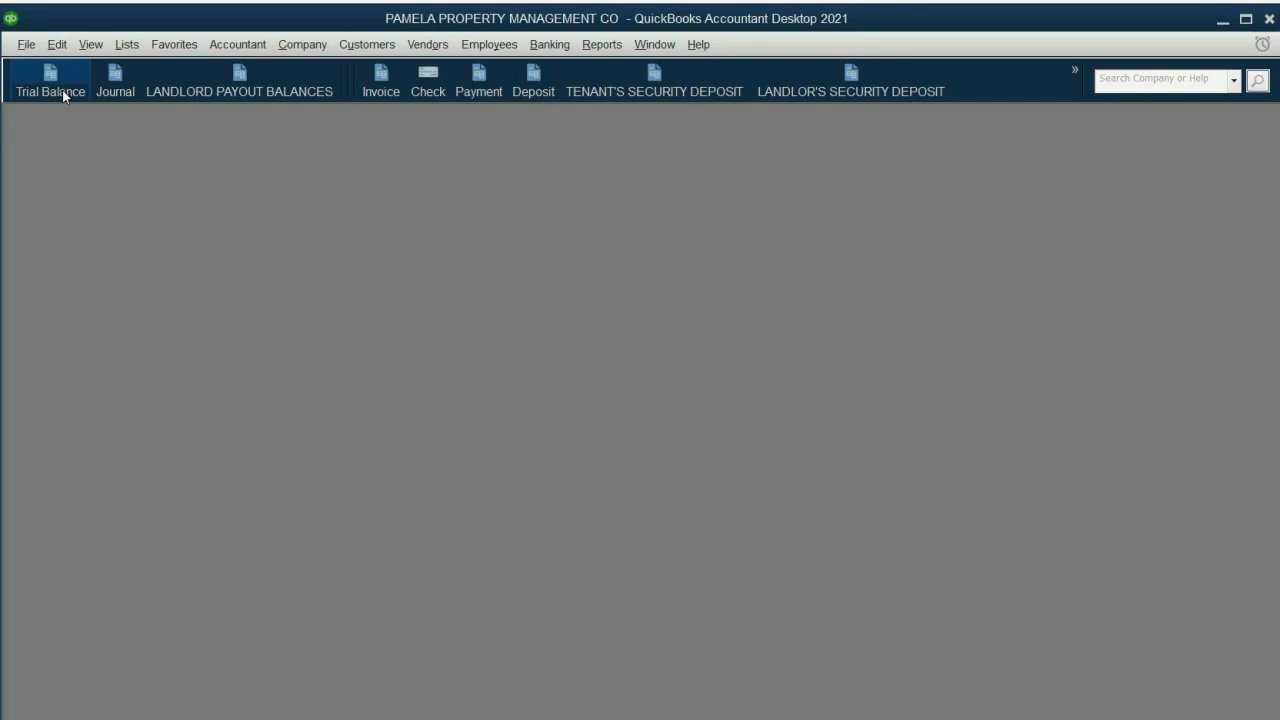 qb PAMELA PROPERTY MANAGEMENT CO - QuickBooks Accountant Desktop 2021
File Edit View Lists Favorites Accountant Company Customers Vendors Employees Banking Reports Window Help
Trial Balance Journal LANDLORD PAYOUT BALANCES Invoice Check Payment Deposit TENANT'S SECURITY DEPOSIT LANDLOR'S SECURITY DEPOSIT » Search Company or Help